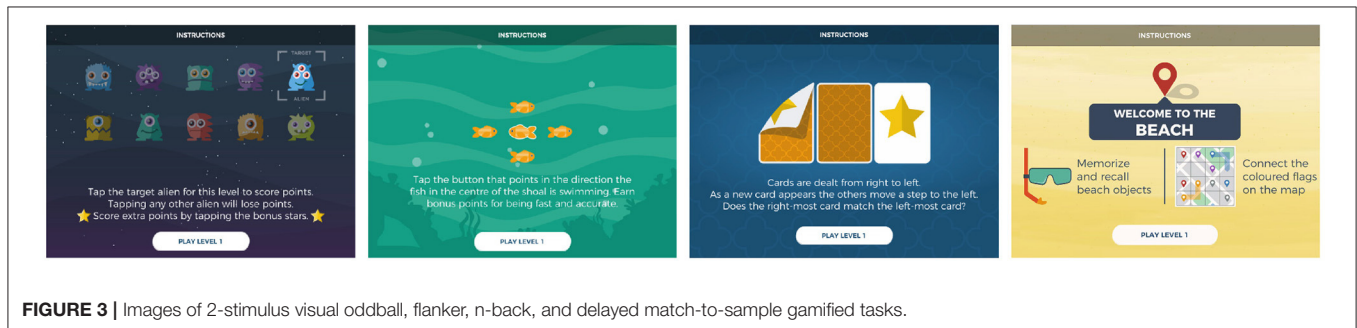 INSTRUCTIONS
TARGET
ALIEN
Tap the target alien for this level to score points.
Tapping any other alien will lose points.
Score extra points by tapping the bonus stars.
PLAY LEVEL 1
INSTRUCTIONS
Tap the button that points in the direction the
fish in the centre of the shoal is swimming. Earn
bonus points for being fast and accurate.
PLAY LEVEL 1
INSTRUCTIONS
Cards are dealt from right to left.
As a new card appears the others move a step to the left.
Does the right-most card match the left-most card?
PLAY LEVEL 1
INSTRUCTIONS
WELCOME TO THE
BEACH
Memorize
and recall
beach objects
Connect the
coloured flags
on the map
PLAY LEVEL 1
FIGURE 3 | Images of 2-stimulus visual oddball, flanker, n-back, and delayed match-to-sample gamified tasks.